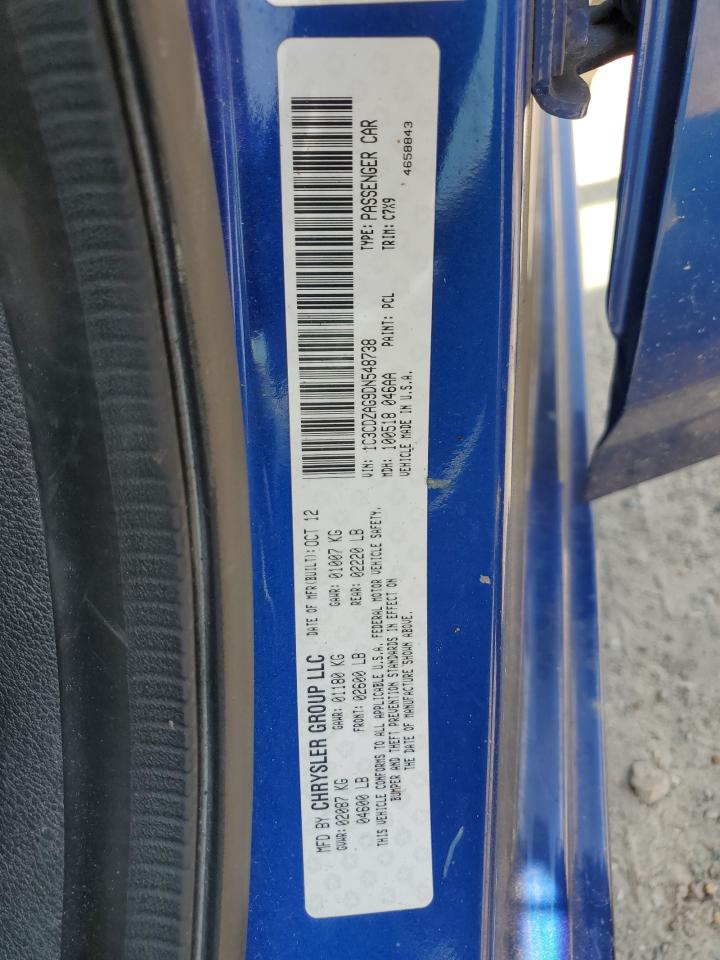 MFD BY CHRYSLER GROUP LLC DATE OF MFR(BUILT): OCT 12
GVWR: 02087 KG GAWR: 01180 KG GAWR: 01007 KG
04600 LB FRONT: 02600 LB REAR: 02220 LB
THIS VEHICLE CONFORMS TO ALL APPLICABLE U.S.A. FEDERAL MOTOR VEHICLE SAFETY,
BUMPER AND THEFT PREVENTION STANDARDS IN EFFECT ON
THE DATE OF MANUFACTURE SHOWN ABOVE.
VIN: 1C3CDZAG9DN548738 TYPE: PASSENGER CAR
MDH: 100518 046AA PAINT: PCL TRIM: C7X9
VEHICLE MADE IN U.S.A. 4658843